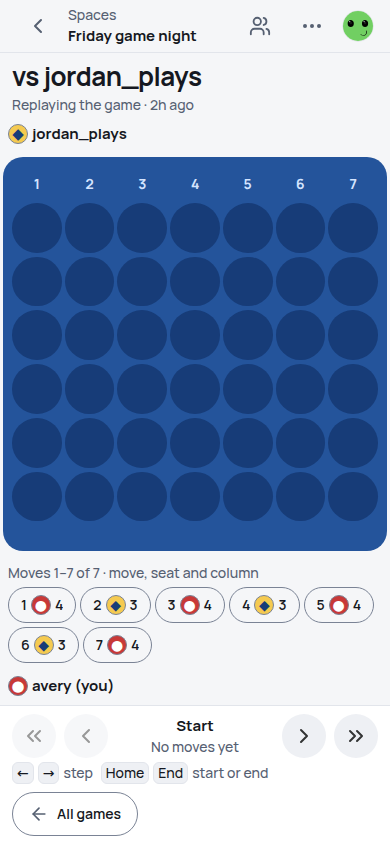 Spaces
Friday game night
vs jordan_plays
Replaying the game · 2h ago
jordan_plays
1 2 3 4 5 6 7
Moves 1–7 of 7 · move, seat and column
1 4 2 3 3 4 4 3 5 4
6 3 7 4
avery (you)
Start
No moves yet
← → step Home End start or end
← All games